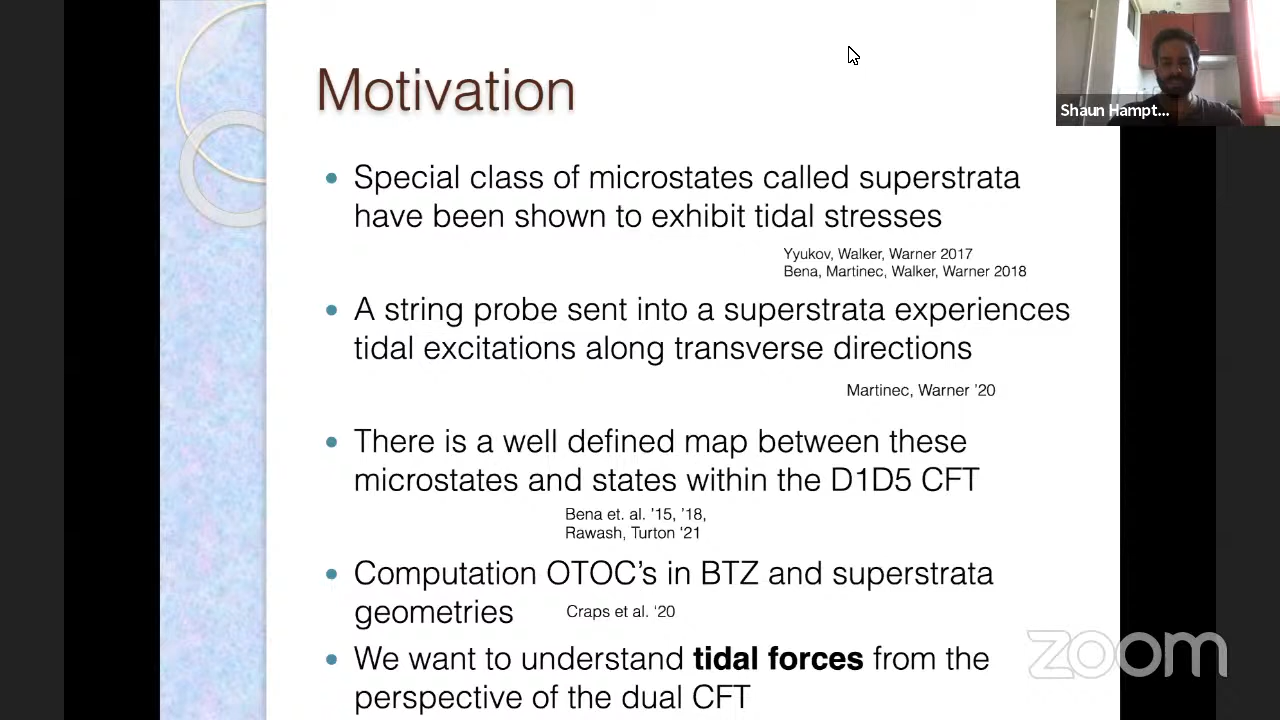 Motivation
Shaun Hampt...
• Special class of microstates called superstrata
have been shown to exhibit tidal stresses
Yyukov, Walker, Warner 2017
Bena, Martinec, Walker, Warner 2018
• A string probe sent into a superstrata experiences
tidal excitations along transverse directions
Martinec, Warner '20
• There is a well defined map between these
microstates and states within the D1D5 CFT
Bena et. al. '15, '18,
Rawash, Turton '21
• Computation OTOC's in BTZ and superstrata
geometries
Craps et al. '20
• We want to understand tidal forces from the
perspective of the dual CFT
zoom